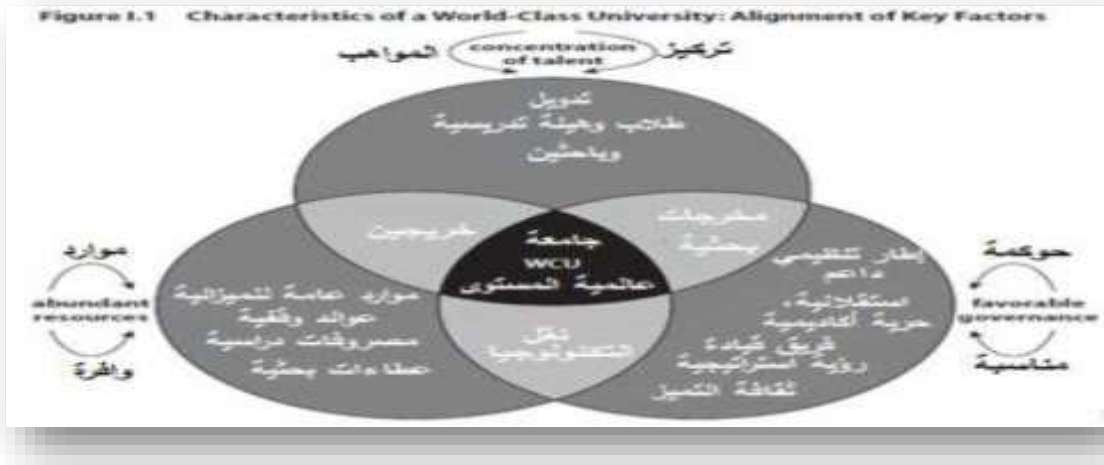 Figure I.1 Characteristics of a World-Class University: Alignment of Key Factors
تركيز
concentration
of talent
المواهب
تدويل
طلاب وهيئة تدريسية
وباحثين
مخرجات
بحثية
خريجين
جامعة
WCU
عالمية المستوى
نقل
التكنولوجيا
حوكمة
favorable
governance
مناسبة
إطار تنظيمي
داعم
استقلالية،
حرية أكاديمية
فريق قيادة
رؤية استراتيجية
ثقافة التميز
موارد
abundant
resources
وافرة
موارد عامة للميزانية
عوائد وقفية
مصروفات دراسية
عطاءات بحثية